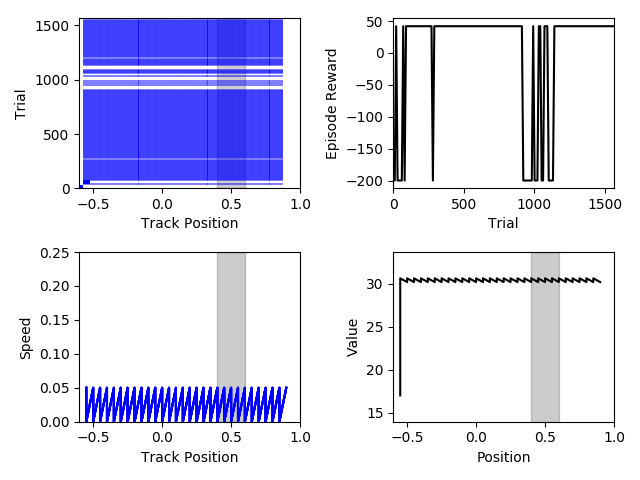 1500
1000
500
0
Trial
−0.5 0.0 0.5 1.0
Track Position
50
0
−50
−100
−150
−200
Episode Reward
0 500 1000 1500
Trial
0.25
0.20
0.15
0.10
0.05
0.00
Speed
−0.5 0.0 0.5 1.0
Track Position
30
25
20
15
Value
−0.5 0.0 0.5 1.0
Position